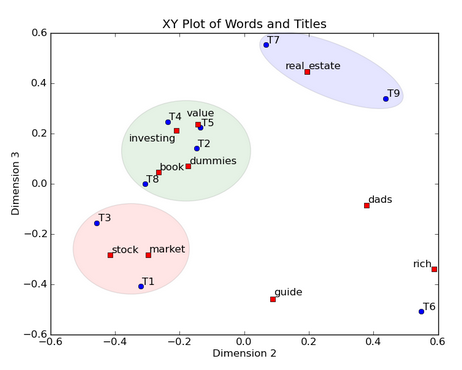 XY Plot of Words and Titles
0.6
0.4
0.2
0.0
−0.2
−0.4
−0.6
Dimension 3
T7
real estate
T9
value
T4
T5
investing
T2
dummies
book
T8
T3
stock
market
T1
dads
rich
guide
T6
−0.6
−0.4
−0.2
0.0
0.2
0.4
0.6
Dimension 2